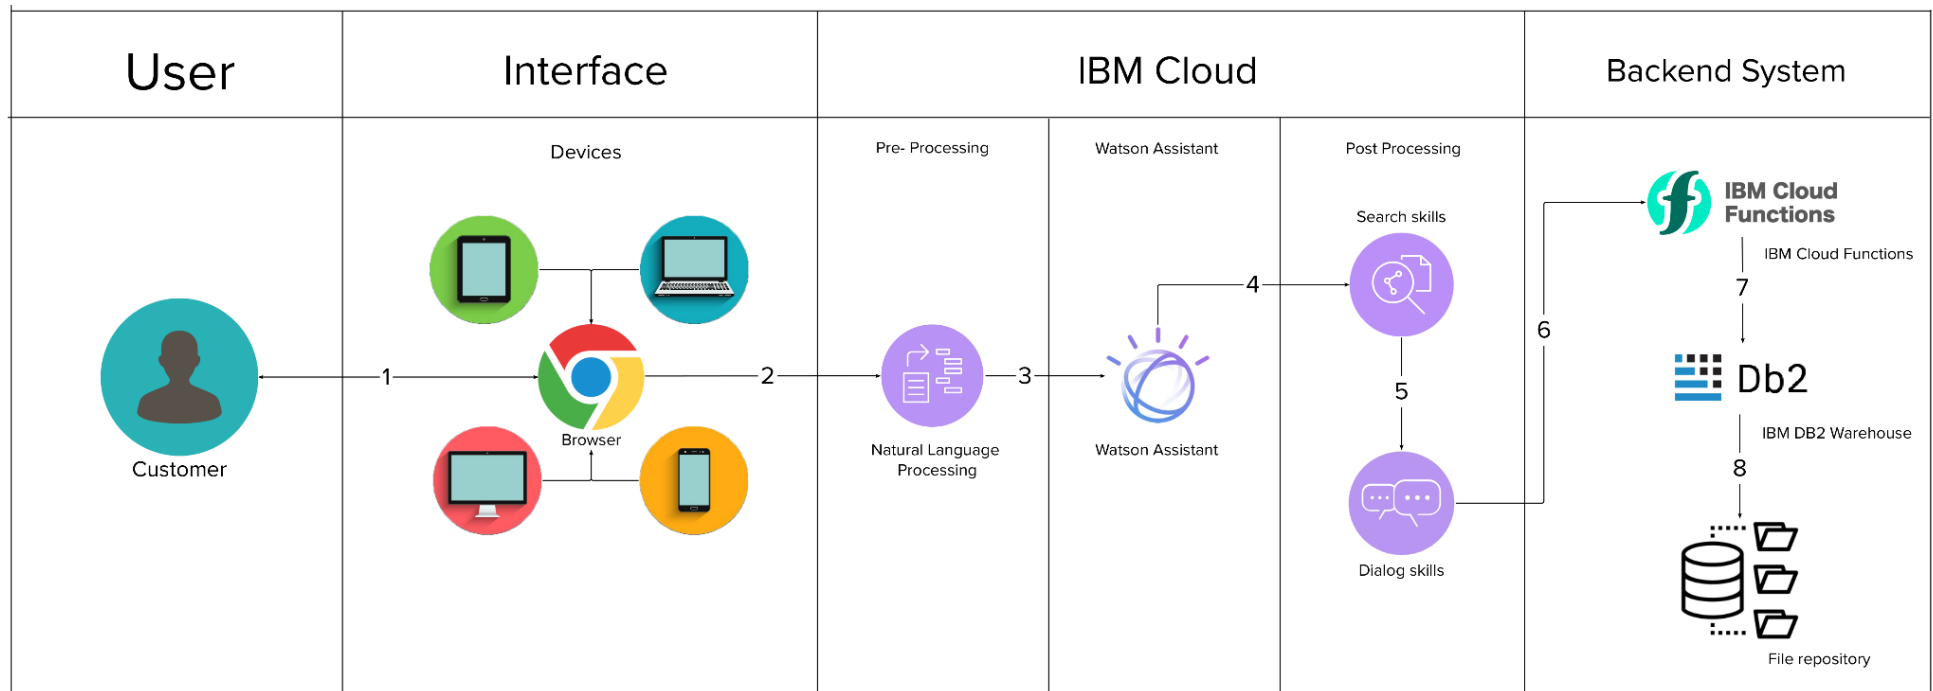 User
Interface
IBM Cloud
Backend System
Devices
Pre- Processing
Watson Assistant
Post Processing
Search skills
IBM Cloud
Functions
IBM Cloud Functions
4
7
6
1
2
3
5
Db2
Browser
Customer
Natural Language
Processing
Watson Assistant
IBM DB2 Warehouse
8
Dialog skills
File repository